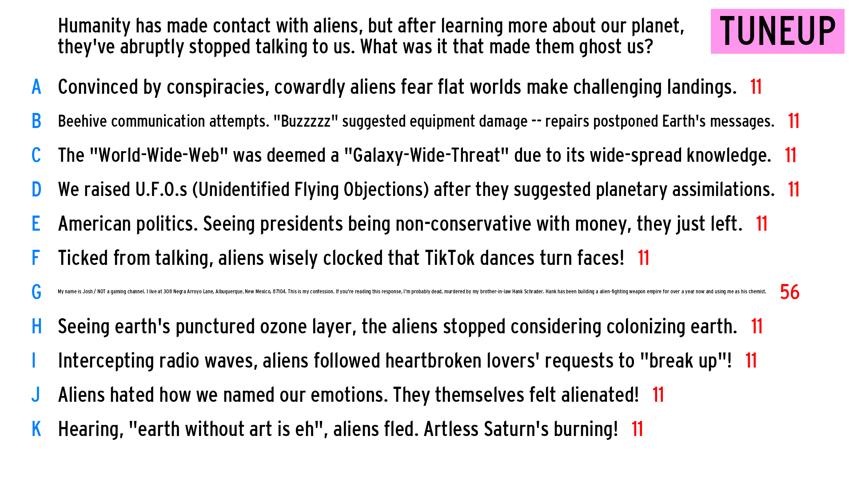 Humanity has made contact with aliens, but after learning more about our planet,
they've abruptly stopped talking to us. What was it that made them ghost us?
TUNEUP
A Convinced by conspiracies, cowardly aliens fear flat worlds make challenging landings. 11
B Beehive communication attempts. "Buzzzzz" suggested equipment damage -- repairs postponed Earth's messages. 11
C The "World-Wide-Web" was deemed a "Galaxy-Wide-Threat" due to its wide-spread knowledge. 11
D We raised U.F.O.s (Unidentified Flying Objections) after they suggested planetary assimilations. 11
E American politics. Seeing presidents being non-conservative with money, they just left. 11
F Ticked from talking, aliens wisely clocked that TikTok dances turn faces! 11
G My name is Josh / NOT a gaming channel. I live at 308 Negra Arroyo Lane, Albuquerque, New Mexico, 87104. This is my confession. If you're reading this response, I'm probably dead, murdered by my brother-in-law Hank Schrader. Hank has been building a alien-fighting weapon empire for over a year now and using me as his chemist. 56
H Seeing earth's punctured ozone layer, the aliens stopped considering colonizing earth. 11
I Intercepting radio waves, aliens followed heartbroken lovers' requests to "break up"! 11
J Aliens hated how we named our emotions. They themselves felt alienated! 11
K Hearing, "earth without art is eh", aliens fled. Artless Saturn's burning! 11